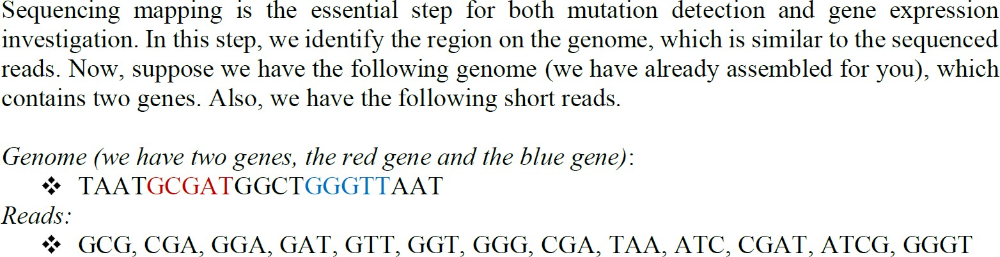 Sequencing mapping is the essential step for both mutation detection and gene expression
investigation. In this step, we identify the region on the genome, which is similar to the sequenced
reads. Now, suppose we have the following genome (we have already assembled for you), which
contains two genes. Also, we have the following short reads.
Genome (we have two genes, the red gene and the blue gene):
❖ TAATGCGATGGCTGGGTTAAT
Reads:
❖ GCG, CGA, GGA, GAT, GTT, GGT, GGG, CGA, TAA, ATC, CGAT, ATCG, GGGT